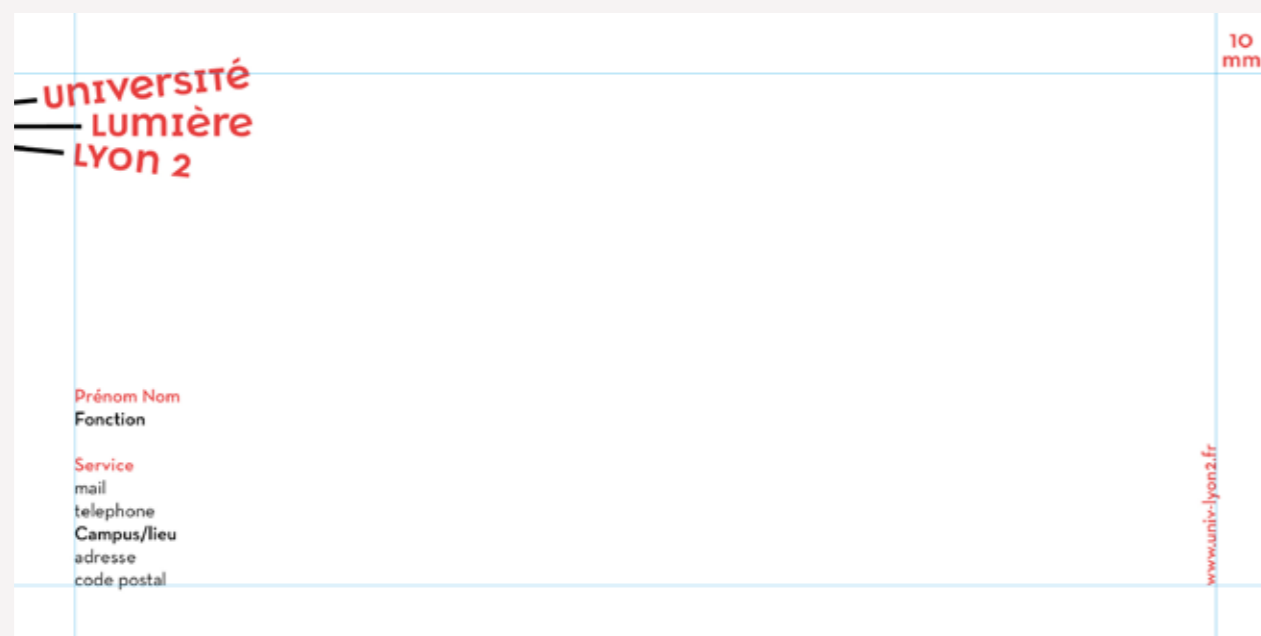 université
Lumière
Lyon 2
10
mm
Prénom Nom
Fonction
Service
mail
telephone
Campus/lieu
adresse
code postal
www.univ-lyon2.fr